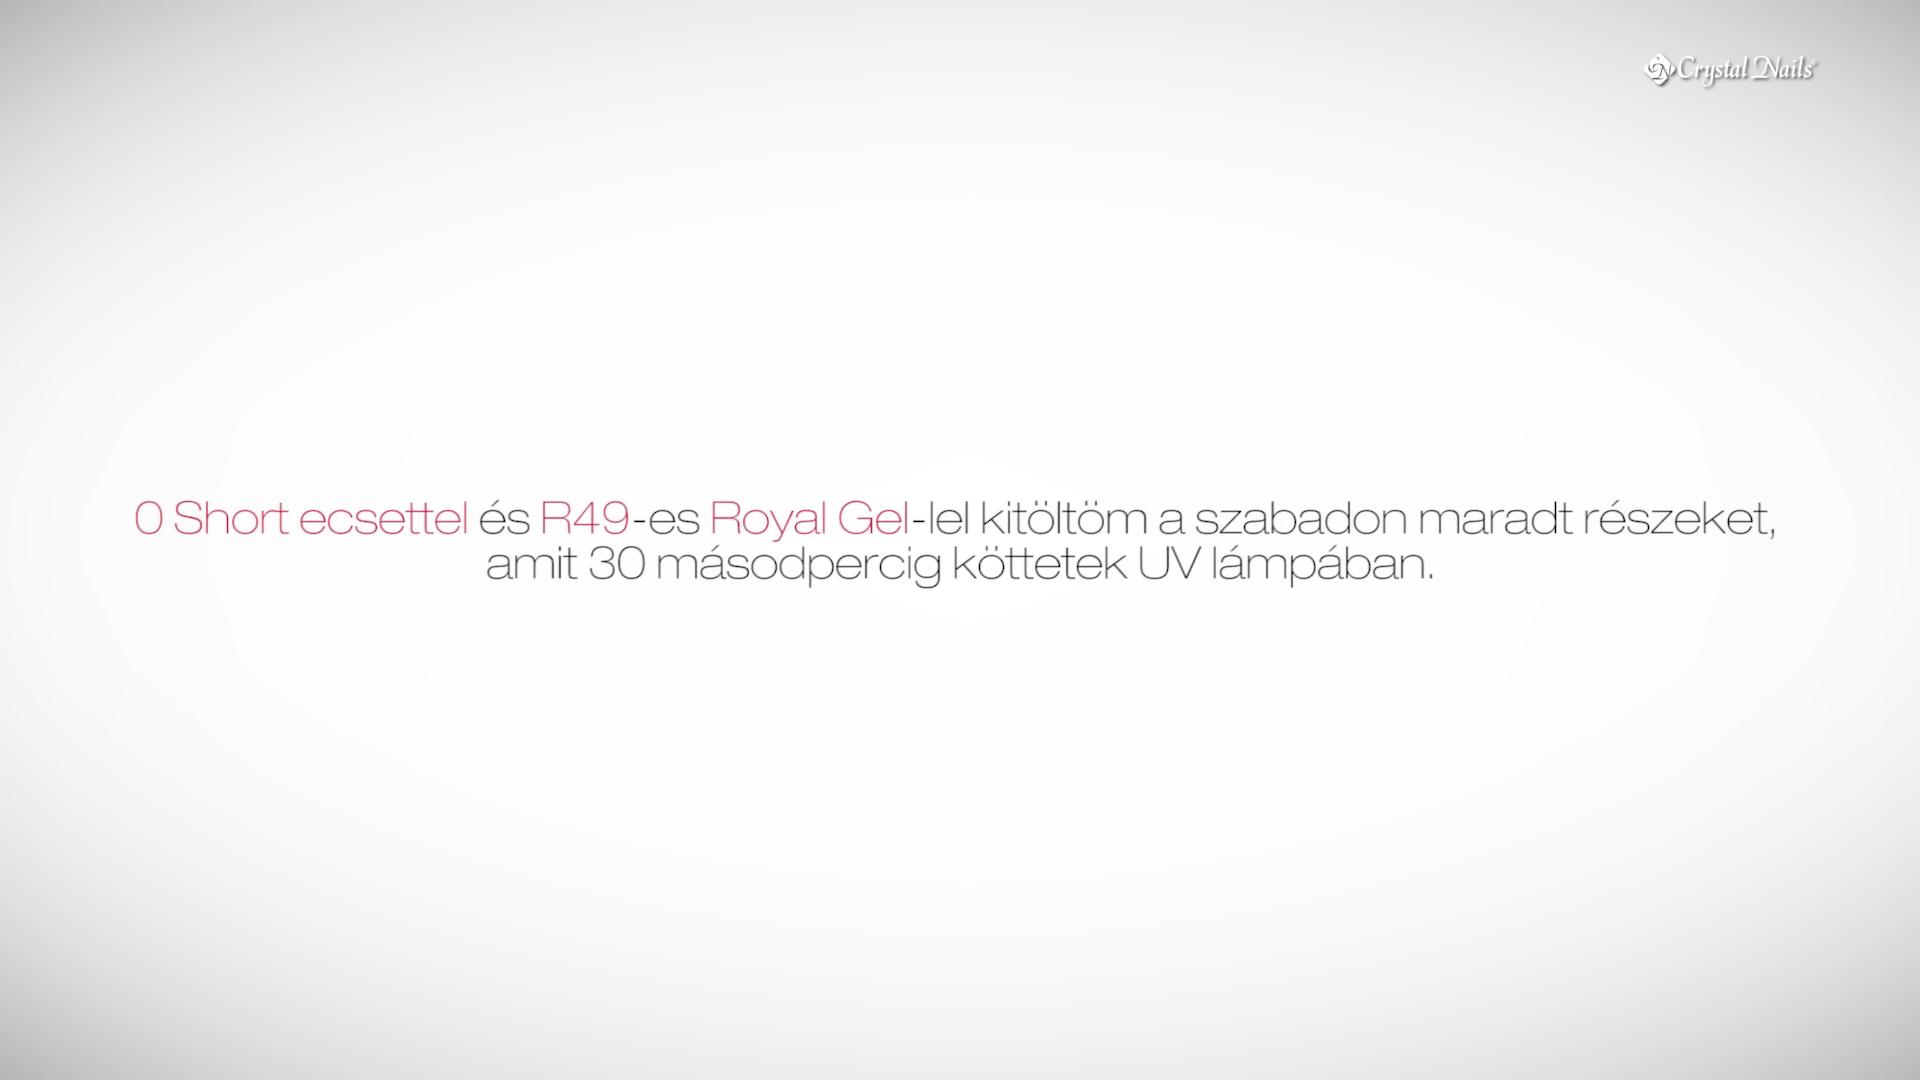 Crystal Nails
0 Short ecsettel és R49-es Royal Gel-lel kitöltöm a szabadon maradt részeket,
amit 30 másodpercig köttetek UV lámpában.